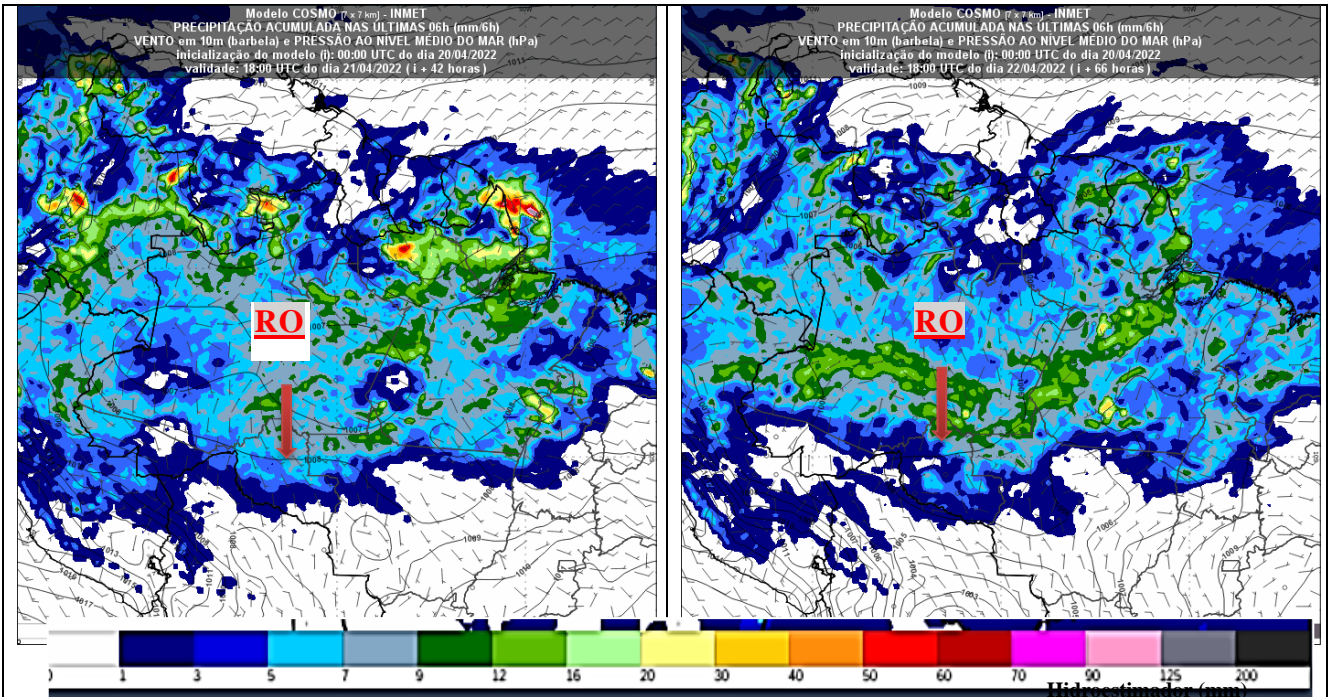 Modelo COSMO [7 x 7 km] - INMET
PRECIPITAÇÃO ACUMULADA NAS ÚLTIMAS 06h (mm/6h)
VENTO em 10m (barbela) e PRESSÃO AO NÍVEL MÉDIO DO MAR (hPa)
inicialização do modelo (i): 00:00 UTC do dia 20/04/2022
validade: 18:00 UTC do dia 21/04/2022 ( i + 42 horas )
RO
Modelo COSMO [7 x 7 km] - INMET
PRECIPITAÇÃO ACUMULADA NAS ÚLTIMAS 06h (mm/6h)
VENTO em 10m (barbela) e PRESSÃO AO NÍVEL MÉDIO DO MAR (hPa)
inicialização do modelo (i): 00:00 UTC do dia 20/04/2022
validade: 18:00 UTC do dia 22/04/2022 ( i + 66 horas )
RO
1 3 5 7 9 12 16 20 30 40 50 60 70 90 125 200
Hidroestimador (mm)